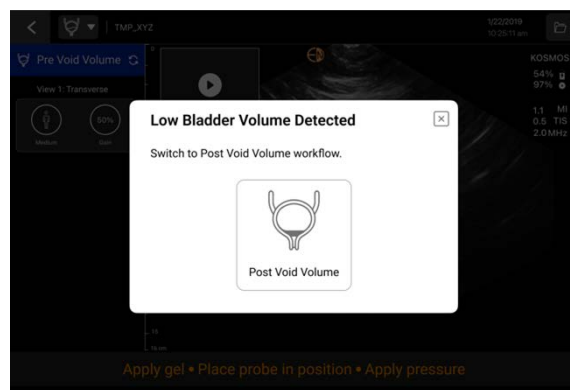 TMP_XYZ
1/22/2019
10:25:11 am
Pre Void Volume
KOSMOS
54%
97%
View 1: Transverse
50%
Medium
Gain
1.1 MI
0.5 TIS
2.0 MHz
Low Bladder Volume Detected
Switch to Post Void Volume workflow.
Post Void Volume
Apply gel • Place probe in position • Apply pressure